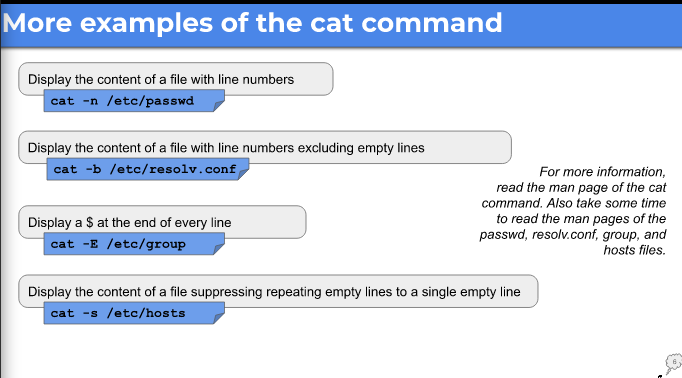 More examples of the cat command
Display the content of a file with line numbers
cat -n /etc/passwd
Display the content of a file with line numbers excluding empty lines
cat -b /etc/resolv.conf
For more information,
read the man page of the cat
command. Also take some time
to read the man pages of the
passwd, resolv.conf, group, and
hosts files.
Display a $ at the end of every line
cat -E /etc/group
Display the content of a file suppressing repeating empty lines to a single empty line
cat -s /etc/hosts
6